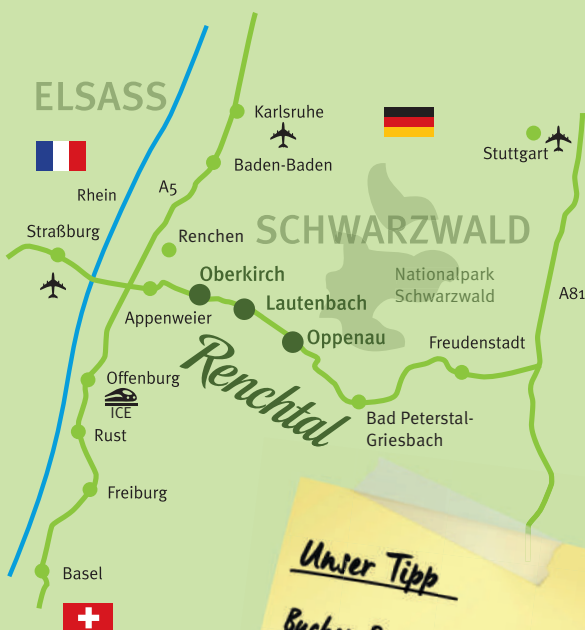 ELSASS
Karlsruhe
Stuttgart
Baden-Baden
A5
Rhein
Straßburg
Renchen
SCHWARZWALD
Nationalpark
Schwarzwald
Oberkirch
Lautenbach
A81
Appenweier
Oppenau
Freudenstadt
Renchtal
Offenburg
ICE
Bad Peterstal-
Griesbach
Rust
Freiburg
Basel
Unser Tipp